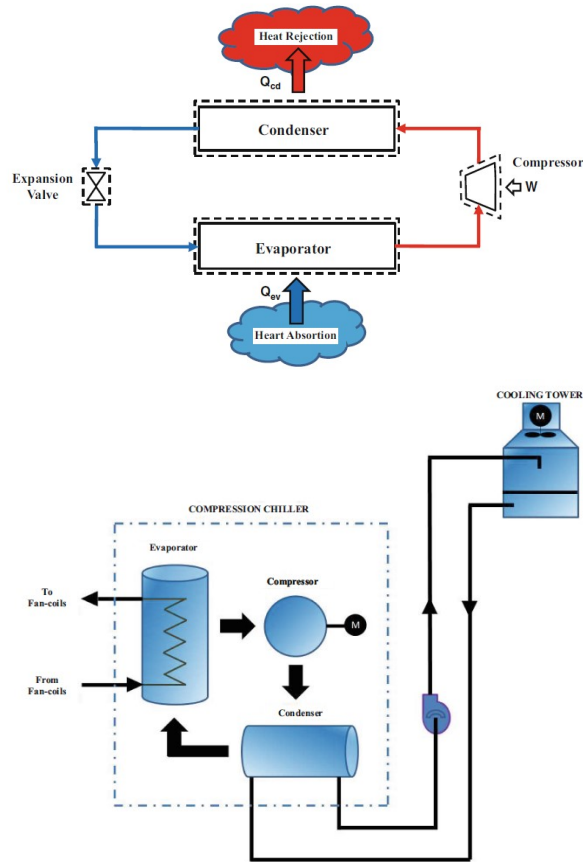 Heat Rejection
Qcd
Condenser
Expansion
Valve
Compressor
W
Evaporator
Qev
Heart Absortion
COOLING TOWER
M
COMPRESSION CHILLER
Evaporator
To
Fan-coils
Compressor
M
From
Fan-coils
Condenser